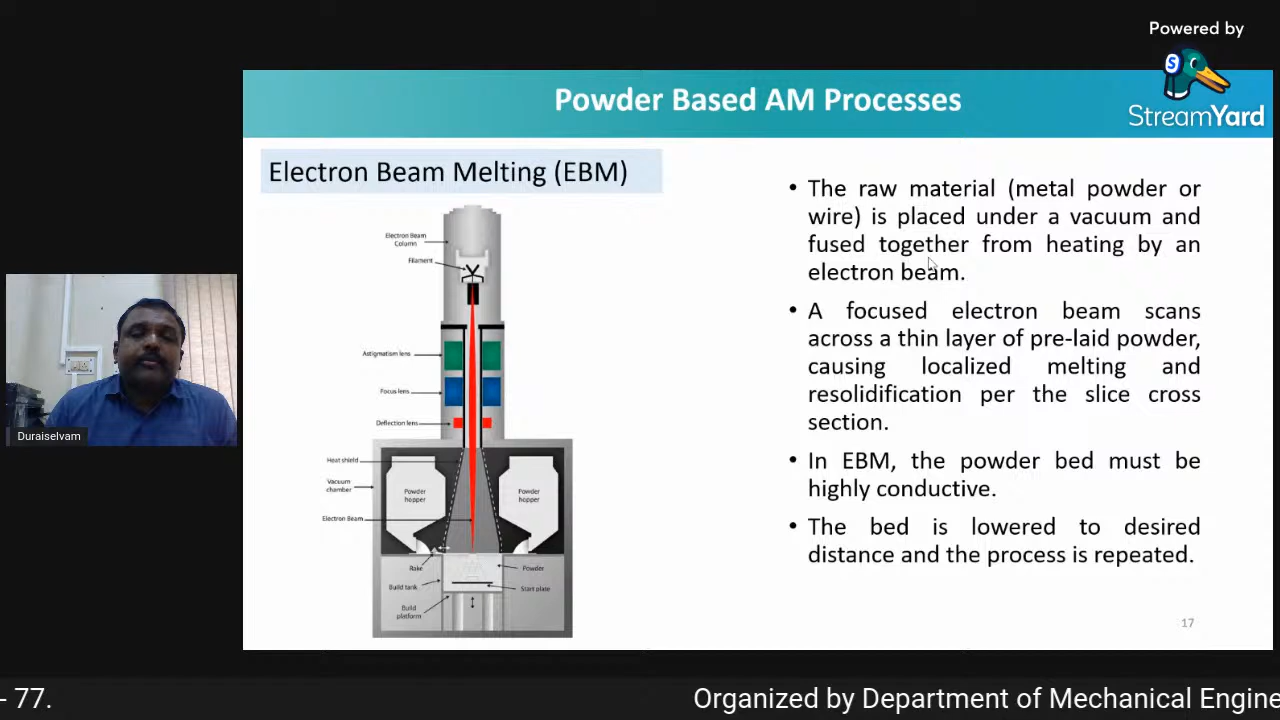 Powered by
StreamYard
Powder Based AM Processes
Electron Beam Melting (EBM)
Electron Beam
Column
Filament
Astigmatism lens
Focus lens
Deflection lens
Heat shield
Vacuum
chamber
Powder
hopper
Powder
hopper
Electron Beam
Rake
Powder
Build tank
Start plate
Build
platform
• The raw material (metal powder or
wire) is placed under a vacuum and
fused together from heating by an
electron beam.
• A focused electron beam scans
across a thin layer of pre-laid powder,
causing localized melting and
resolidification per the slice cross
section.
• In EBM, the powder bed must be
highly conductive.
• The bed is lowered to desired
distance and the process is repeated.
17
Duraiselvam
- 77.
Organized by Department of Mechanical Engine